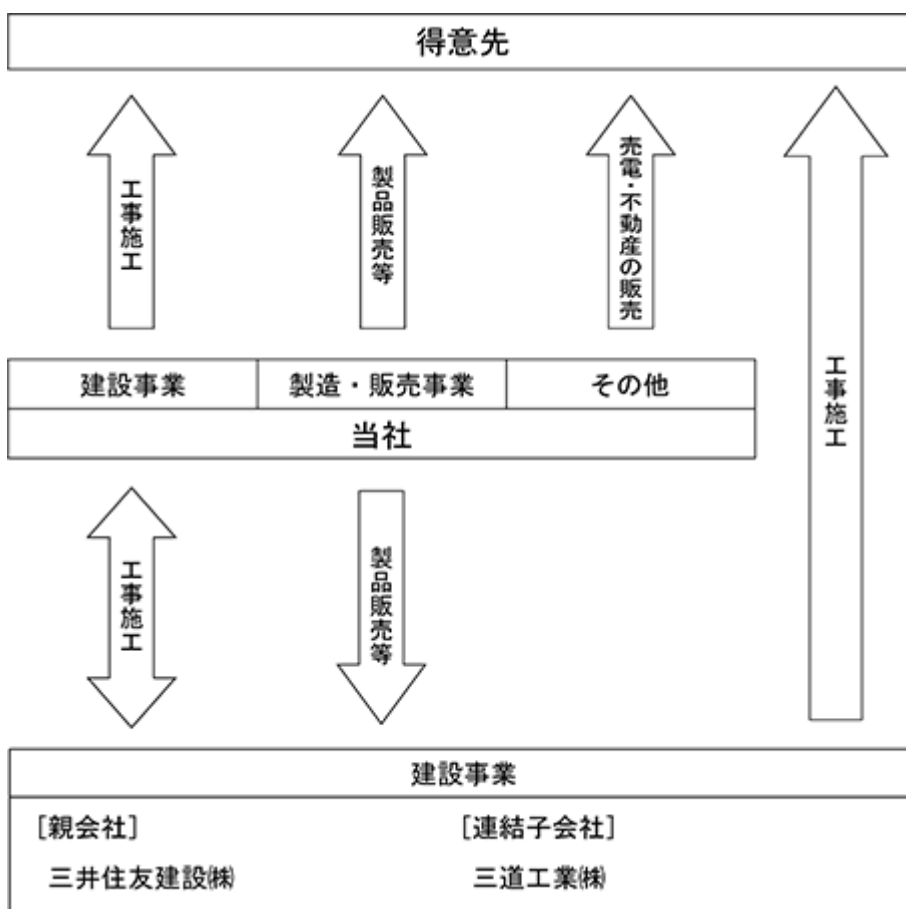 得意先
工事施工
製品販売等
売電・不動産の販売
工事施工
建設事業
製造・販売事業
その他
当社
工事施工
製品販売等
建設事業
［親会社］
［連結子会社］
三井住友建設㈱
三道工業㈱